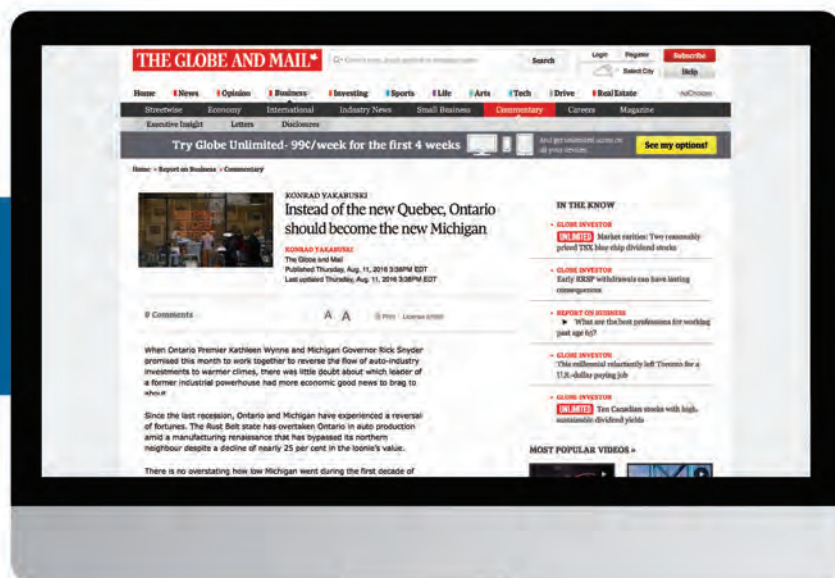 THE GLOBE AND MAIL
Search
Login Register
Subscribe
Select City
Help
Home News Opinion Business Investing Sports Life Arts Tech Drive Real Estate AdChoices
Streetwise Economy International Industry News Small Business Commentary Careers Magazine
Executive Insight Letters Disclosures
Try Globe Unlimited- 99¢/week for the first 4 weeks
And get unlimited access on
all your devices
See my options!
Home » Report on Business » Commentary
KONRAD YAKABUSKI
Instead of the new Quebec, Ontario
should become the new Michigan
KONRAD YAKABUSKI
The Globe and Mail
Published Thursday, Aug. 11, 2016 3:38PM EDT
Last updated Thursday, Aug. 11, 2016 3:38PM EDT
0 Comments
A A
Print
When Ontario Premier Kathleen Wynne and Michigan Governor Rick Snyder
promised this month to work together to reverse the flow of auto-industry
investments to warmer climes, there was little doubt about which leader of
a former industrial powerhouse had more economic good news to brag to
about.
Since the last recession, Ontario and Michigan have experienced a reversal
of fortunes. The Rust Belt state has overtaken Ontario in auto production
amid a manufacturing renaissance that has bypassed its northern
neighbour despite a decline of nearly 25 per cent in the loonie's value.
There is no overstating how low Michigan went during the first decade of
IN THE KNOW
GLOBE INVESTOR
UNLIMITED Market rarities: Two reasonably
priced TSX blue chip dividend stocks
GLOBE INVESTOR
Early RRSP withdrawals can have lasting
consequences
REPORT ON BUSINESS
What are the best professions for working
past age 65?
GLOBE INVESTOR
This millennial reluctantly left Toronto for a
U.S.-dollar paying job
GLOBE INVESTOR
UNLIMITED Ten Canadian stocks with high,
sustainable dividend yields
MOST POPULAR VIDEOS »